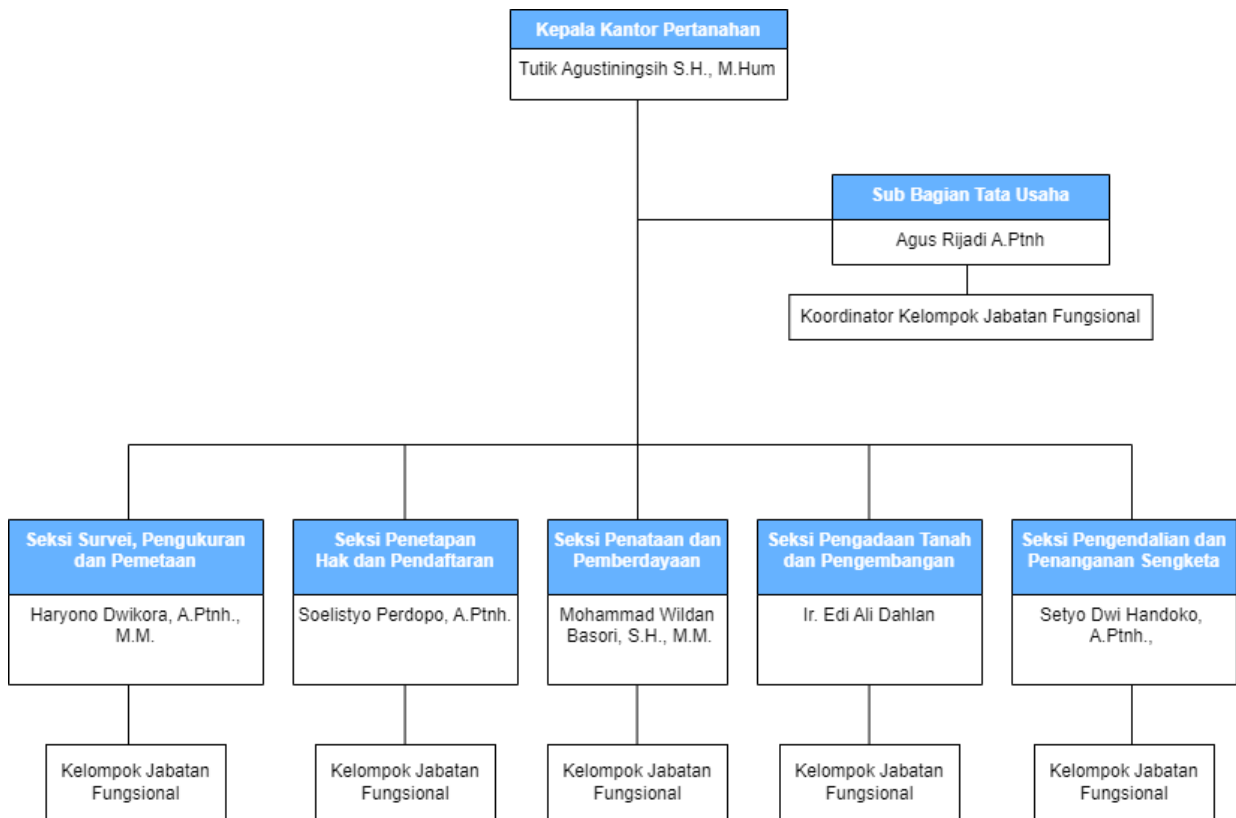 Kepala Kantor Pertanahan
Tutik Agustiningsih S.H., M.Hum
Sub Bagian Tata Usaha
Agus Rijadi A.Ptnh
Koordinator Kelompok Jabatan Fungsional
Seksi Survei, Pengukuran
dan Pemetaan
Haryono Dwikora, A.Ptnh.,
M.M.
Seksi Penetapan
Hak dan Pendaftaran
Soelistyo Perdopo, A.Ptnh.
Seksi Penataan dan
Pemberdayaan
Mohammad Wildan
Basori, S.H., M.M.
Seksi Pengadaan Tanah
dan Pengembangan
Ir. Edi Ali Dahlan
Seksi Pengendalian dan
Penanganan Sengketa
Setyo Dwi Handoko,
A.Ptnh.,
Kelompok Jabatan
Fungsional
Kelompok Jabatan
Fungsional
Kelompok Jabatan
Fungsional
Kelompok Jabatan
Fungsional
Kelompok Jabatan
Fungsional